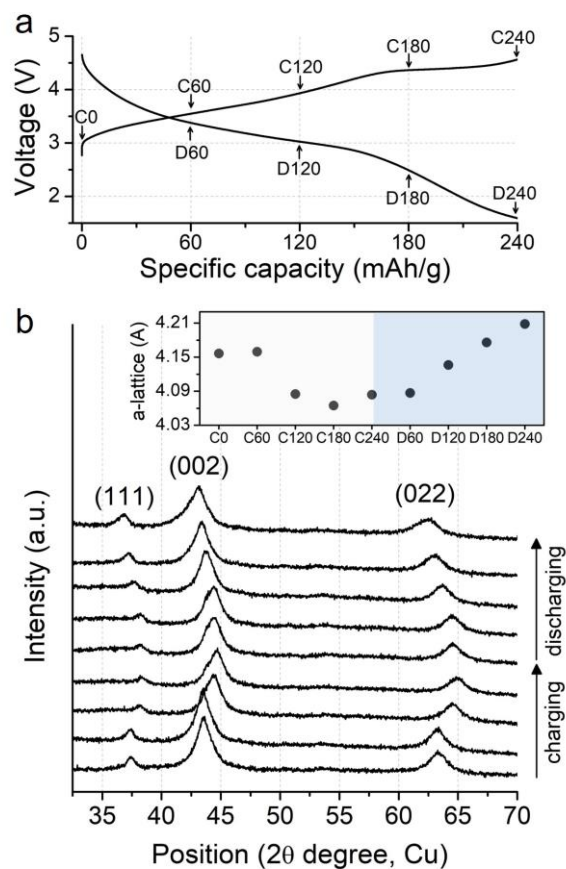 a
Voltage (V)
5
4
3
2
C0
C60
C120
C180
C240
D60
D120
D180
D240
0
60
120
180
240
Specific capacity (mAh/g)
b
a-lattice (A)
4.21
4.15
4.09
4.03
C0 C60 C120 C180 C240 D60 D120 D180 D240
(111)
(002)
(022)
Intensity (a.u.)
discharging
charging
35 40 45 50 55 60 65 70
Position (2θ degree, Cu)